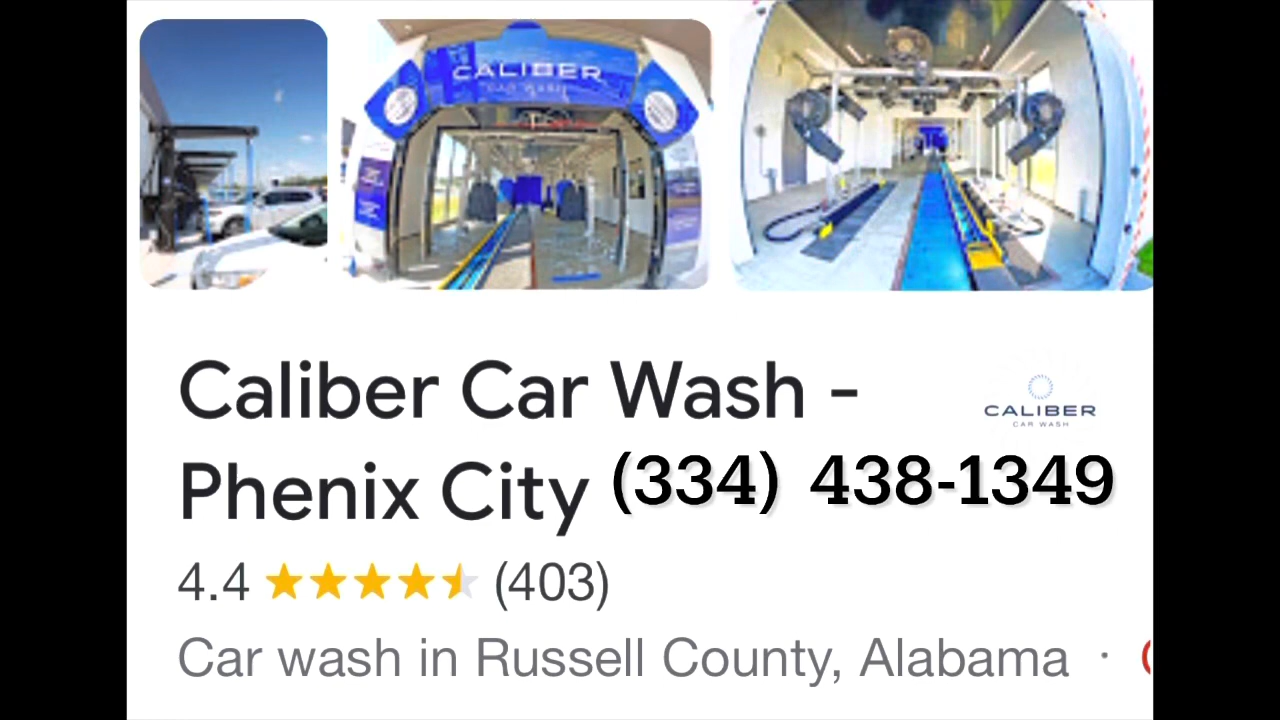 CALIBER
CAR WASH
Caliber Car Wash -
CALIBER
CAR WASH
Phenix City (334) 438-1349
4.4 (403)
Car wash in Russell County, Alabama ·